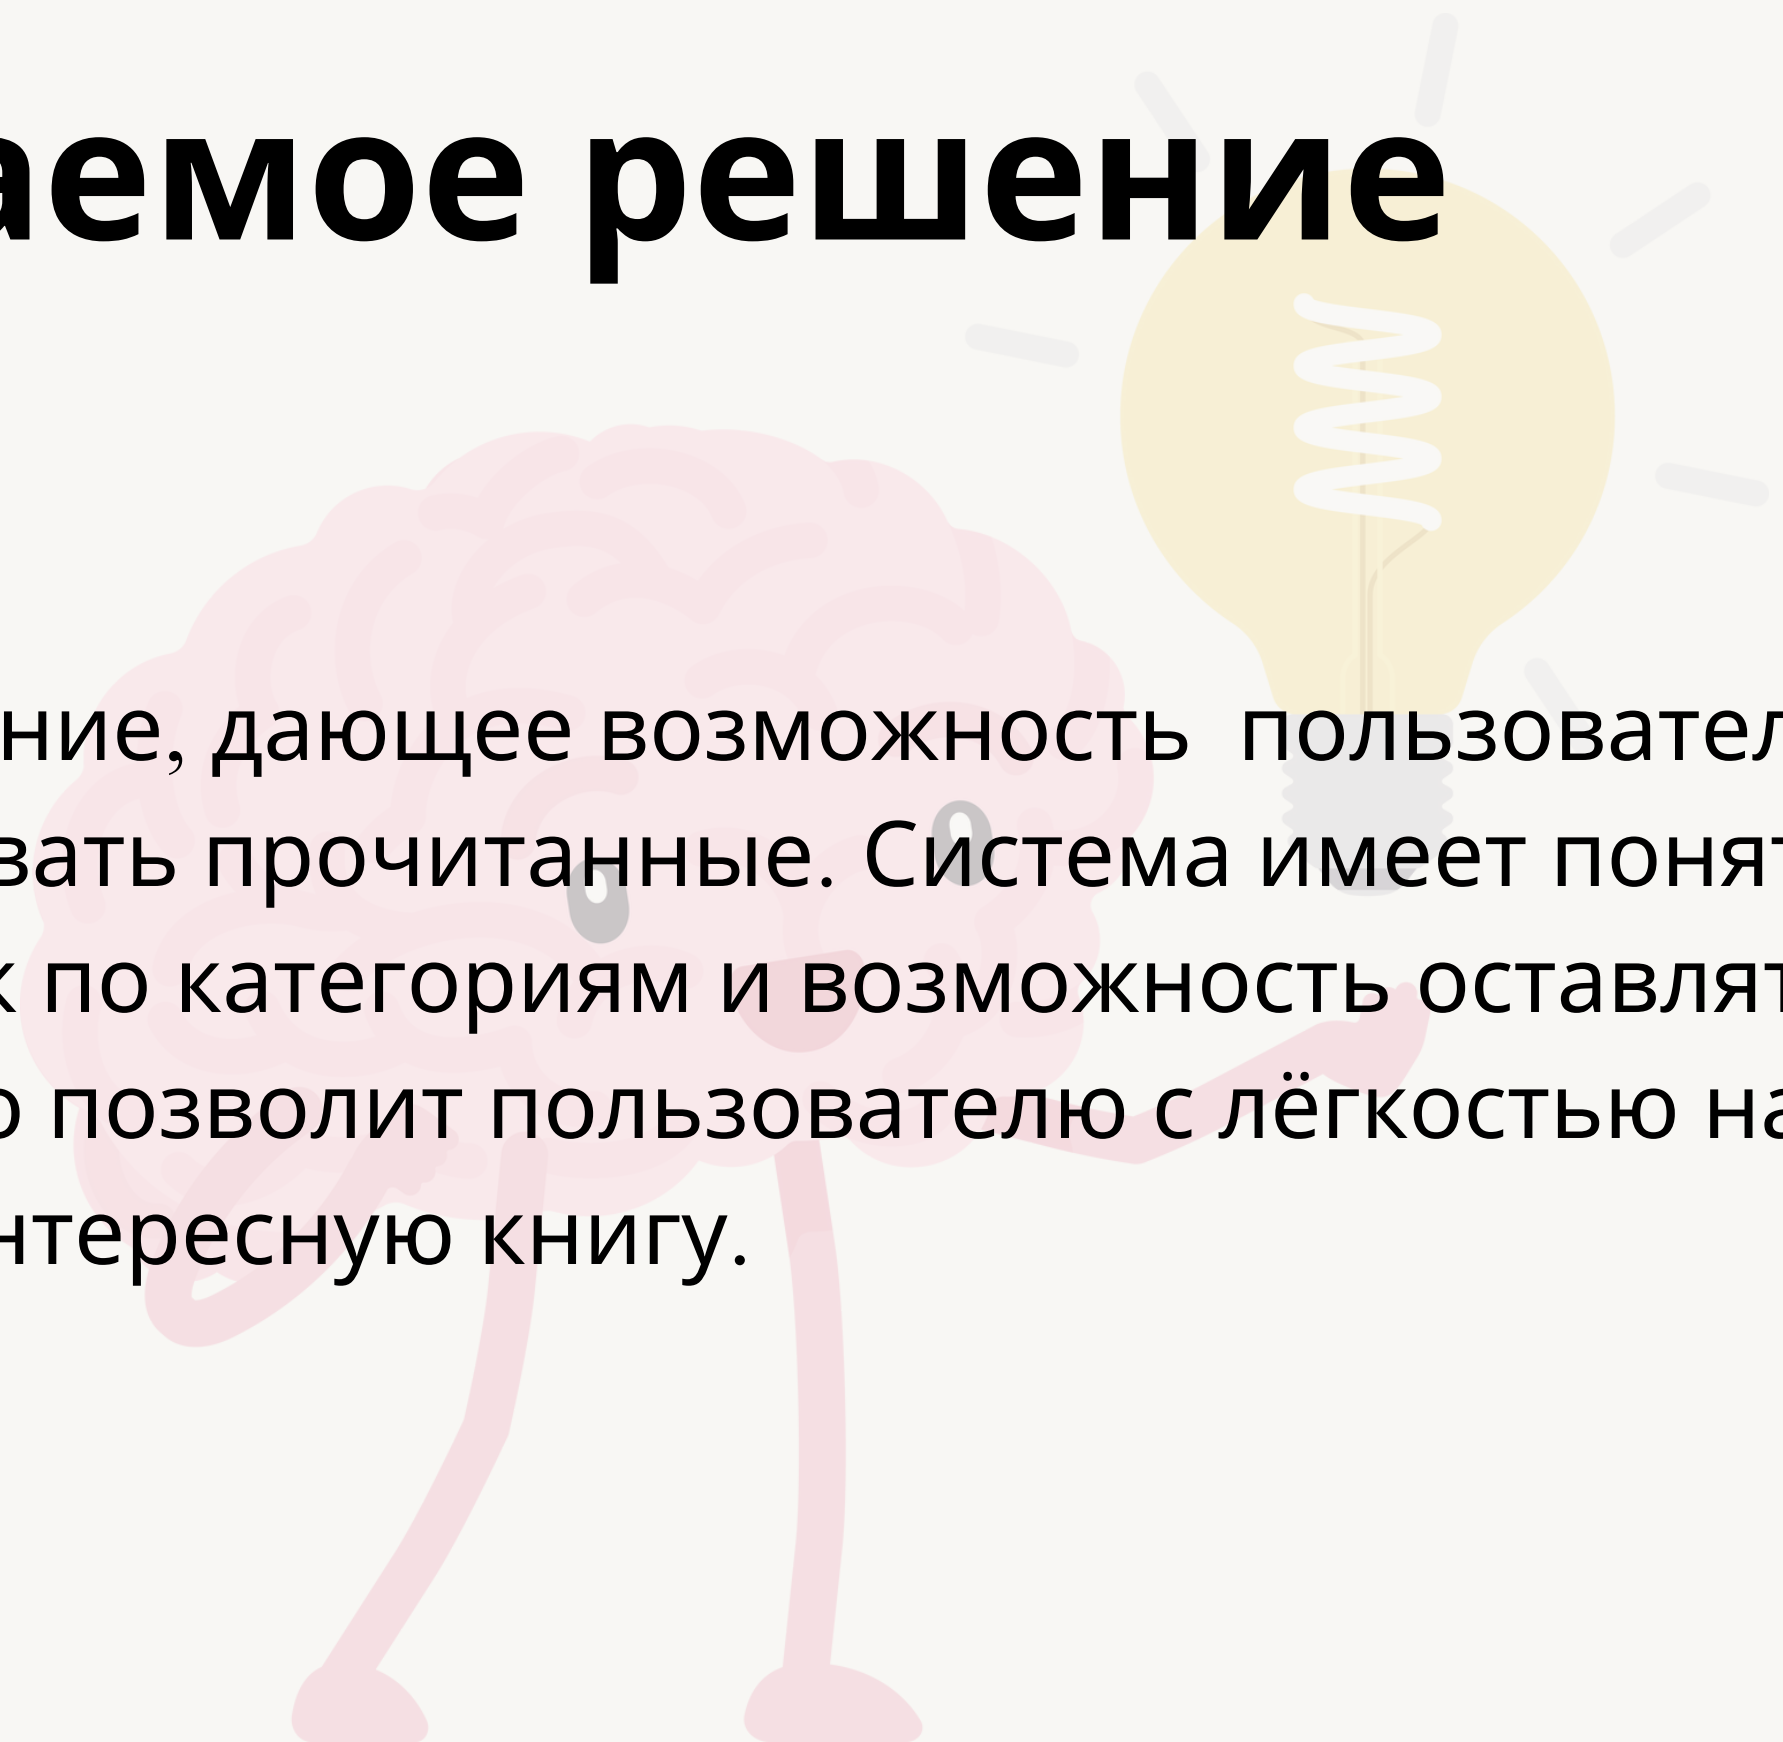 аемое решение
ние, дающее возможность пользовател
вать прочитанные. Система имеет понят
к по категориям и возможность оставлят
о позволит пользователю с лёгкостью на
нтересную книгу.